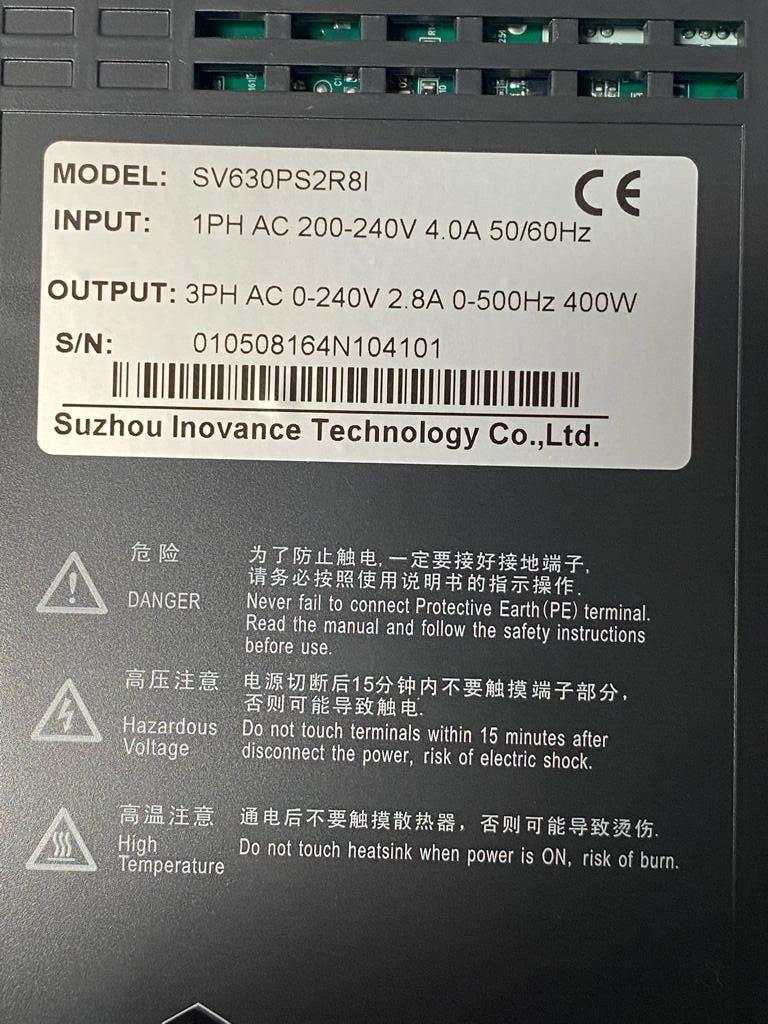 MODEL: SV630PS2R8I
CE
INPUT: 1PH AC 200-240V 4.0A 50/60Hz
OUTPUT: 3PH AC 0-240V 2.8A 0-500Hz 400W
S/N: 010508164N104101
Suzhou Inovance Technology Co.,Ltd.
危险 为了防止触电,一定要接好接地端子,
请务必按照使用说明书的指示操作.
DANGER Never fail to connect Protective Earth(PE) terminal.
Read the manual and follow the safety instructions
before use.
高压注意 电源切断后15分钟内不要触摸端子部分,
否则可能导致触电.
Hazardous Do not touch terminals within 15 minutes after
Voltage disconnect the power, risk of electric shock.
高温注意 通电后不要触摸散热器，否则可能导致烫伤.
High Do not touch heatsink when power is ON, risk of burn.
Temperature